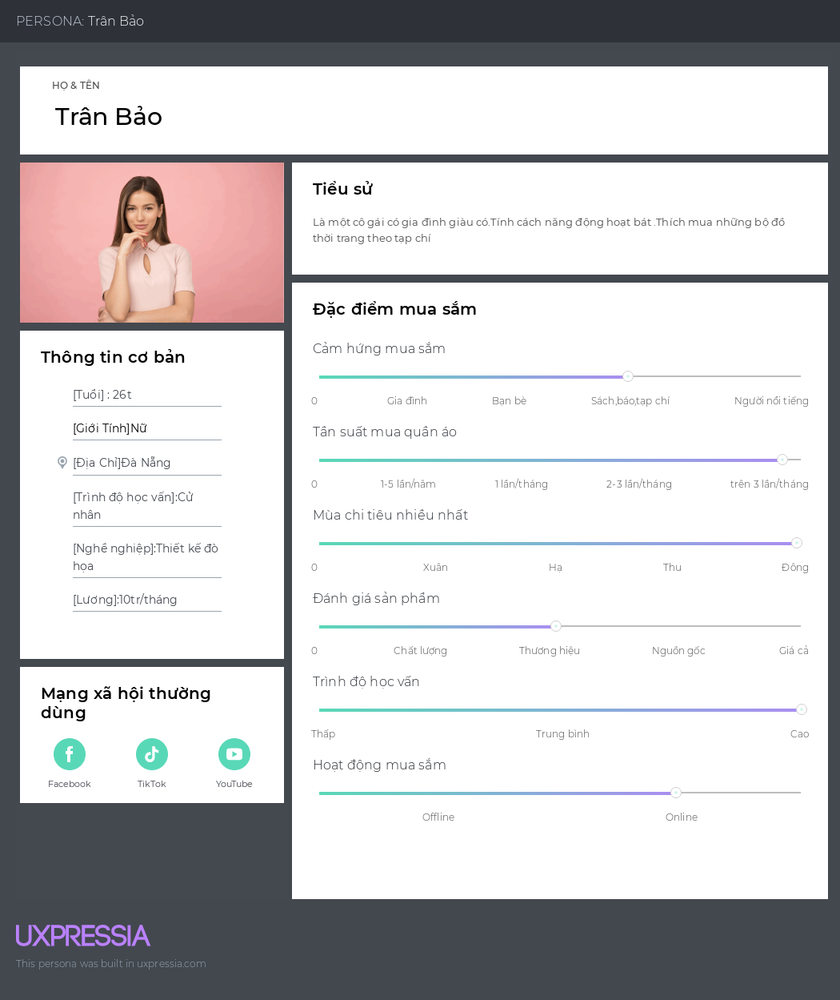 PERSONA: Trân Bảo
HỌ & TÊN
Trân Bảo
Tiểu sử
Là một cô gái có gia đình giàu có.Tính cách năng động hoạt bát .Thích mua những bộ đồ
thời trang theo tạp chí
Thông tin cơ bản
[Tuổi] : 26t
[Giới Tính]Nữ
[Địa Chỉ]Đà Nẵng
[Trình độ học vấn]:Cử
nhân
[Nghề nghiệp]:Thiết kế đò
họa
[Lương]:10tr/tháng
Mạng xã hội thường
dùng
Facebook TikTok YouTube
Đặc điểm mua sắm
Cảm hứng mua sắm
0 Gia đình Bạn bè Sách,báo,tạp chí Người nổi tiếng
Tần suất mua quần áo
0 1-5 lần/năm 1 lần/tháng 2-3 lần/tháng trên 3 lần/tháng
Mùa chi tiêu nhiều nhất
0 Xuân Hạ Thu Đông
Đánh giá sản phẩm
0 Chất lượng Thương hiệu Nguồn gốc Giá cả
Trình độ học vấn
Thấp Trung bình Cao
Hoạt động mua sắm
Offline Online
UXPRESSIA
This persona was built in uxpressia.com